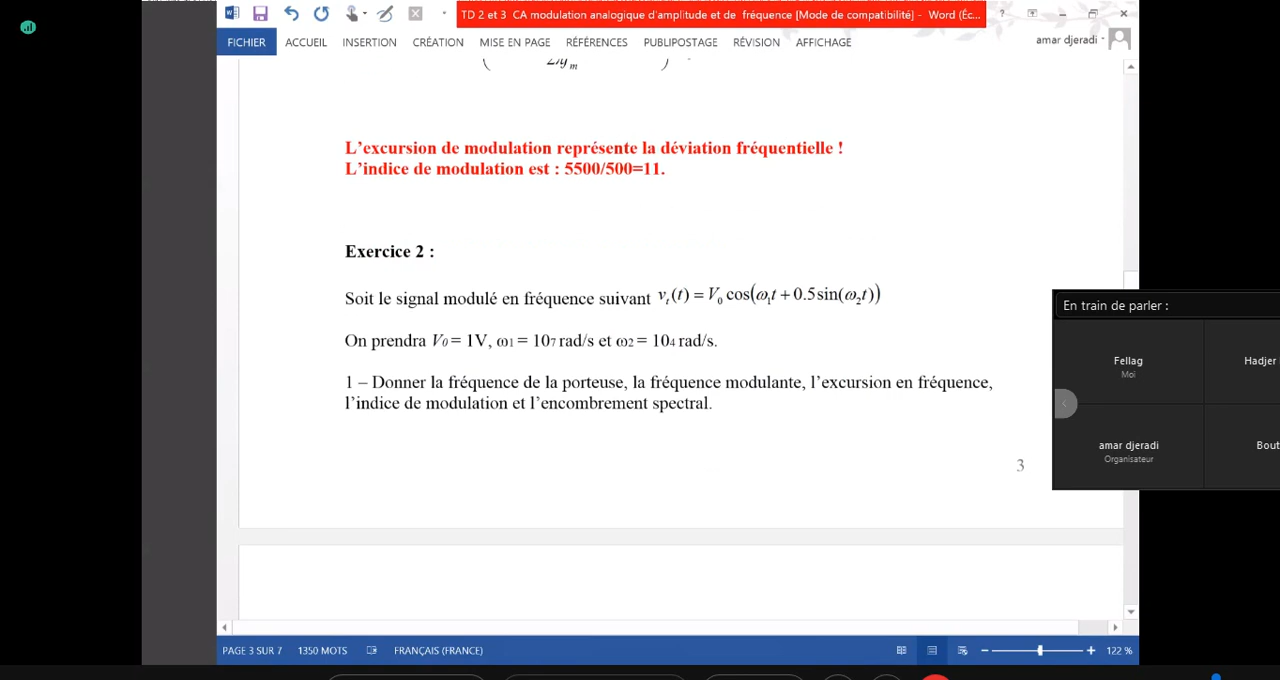 TD 2 et 3 CA modulation analogique d'amplitude et de fréquence [Mode de compatibilité] - Word (Éc...
FICHIER ACCUEIL INSERTION CRÉATION MISE EN PAGE RÉFÉRENCES PUBLIPOSTAGE RÉVISION AFFICHAGE amar djeradi
L'excursion de modulation représente la déviation fréquentielle !
L'indice de modulation est : 5500/500=11.
Exercice 2 :
Soit le signal modulé en fréquence suivant v_t(t) = V_0 cos(ω_1t + 0.5sin(ω_2t))
On prendra V0 = 1V, ω1 = 107 rad/s et ω2 = 104 rad/s.
1 – Donner la fréquence de la porteuse, la fréquence modulante, l'excursion en fréquence,
l'indice de modulation et l'encombrement spectral.
3
En train de parler :
Fellag
Moi
Hadjer
amar djeradi
Organisateur
Bout
PAGE 3 SUR 7 1350 MOTS FRANÇAIS (FRANCE) 122 %